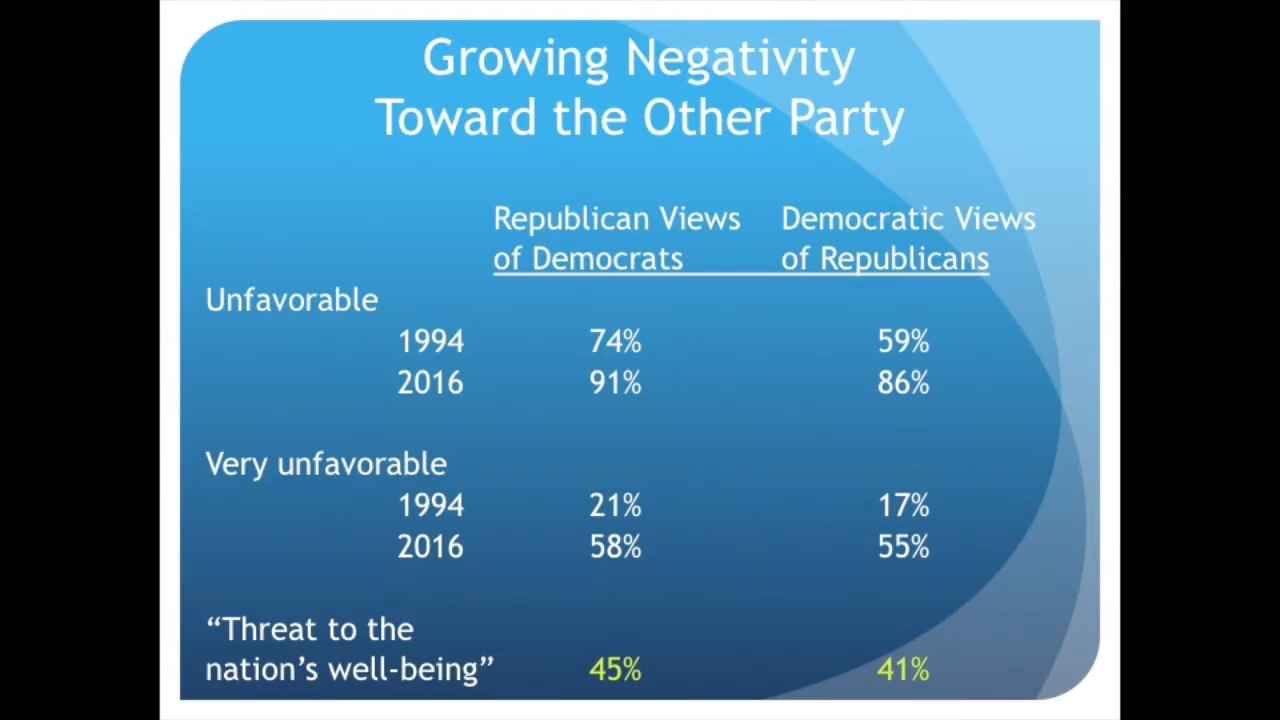 Growing Negativity
Toward the Other Party
Republican Views Democratic Views
of Democrats of Republicans
Unfavorable
1994 74% 59%
2016 91% 86%
Very unfavorable
1994 21% 17%
2016 58% 55%
“Threat to the
nation’s well-being” 45% 41%